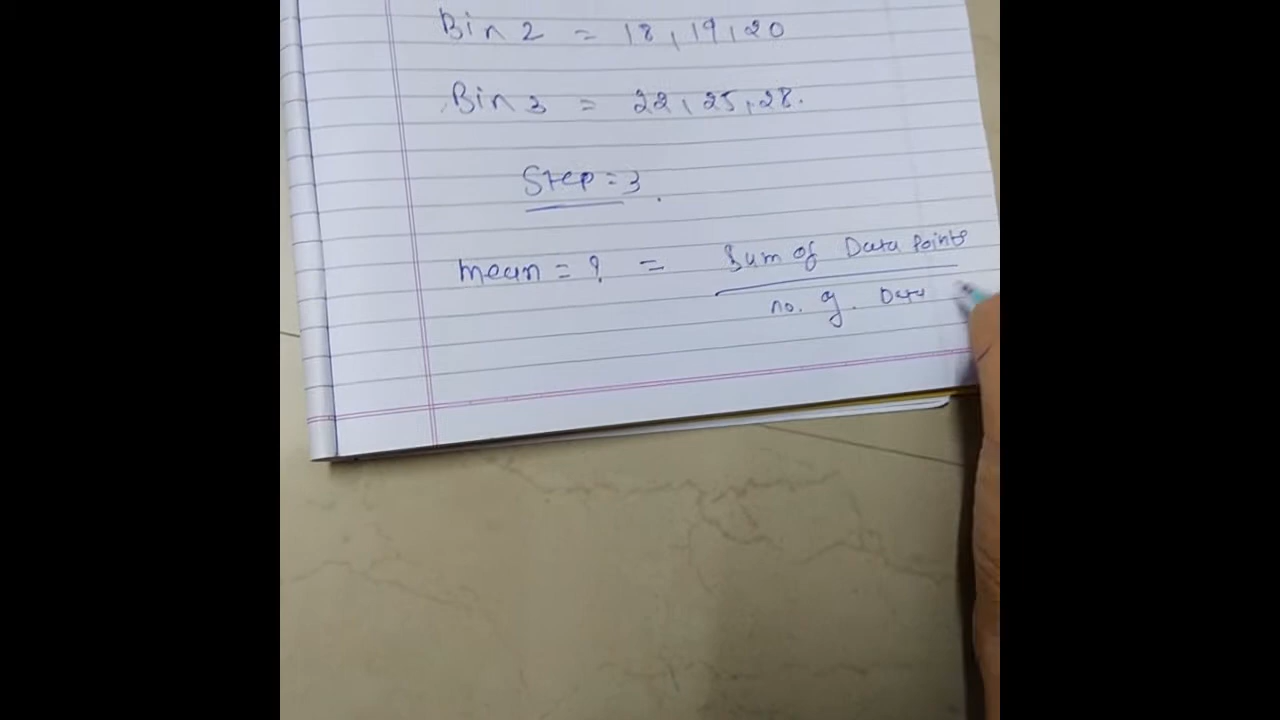 Bin 2 = 18, 19, 20
Bin 3 = 22, 25, 28.
Step = 3.
mean = ? = Sum of Data Points
no. of. Data